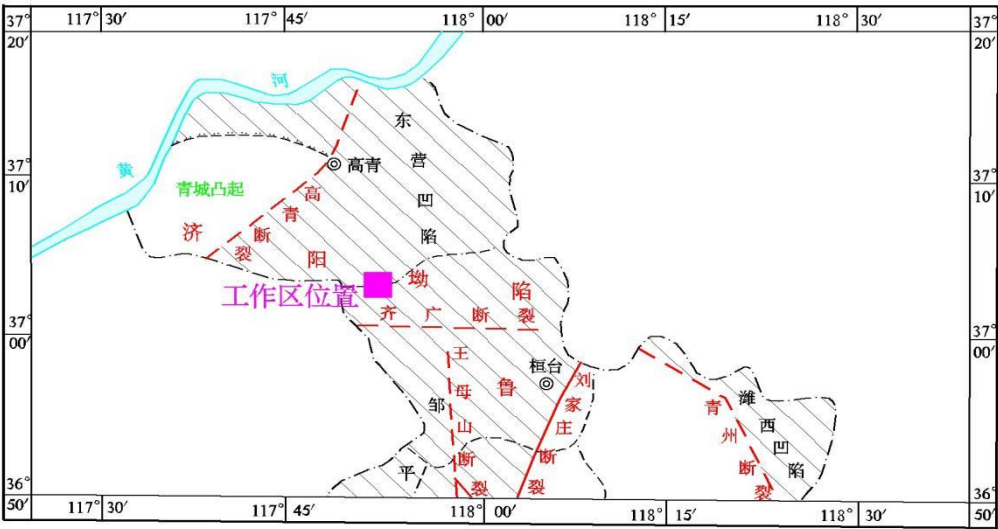 117° 30′ 117° 45′ 118° 00′ 118° 15′ 118° 30′
37° 20′
37° 20′
黄河
东营凹陷
高青
37° 10′
37° 10′
青城凸起
高青断裂
济阳坳陷
工作区位置
齐广断裂
37° 00′
37° 00′
王母山断裂
桓台
鲁
刘家庄断裂
邹平
青州断裂
潍西凹陷
36° 50′
36° 50′
117° 30′ 117° 45′ 118° 00′ 118° 15′ 118° 30′